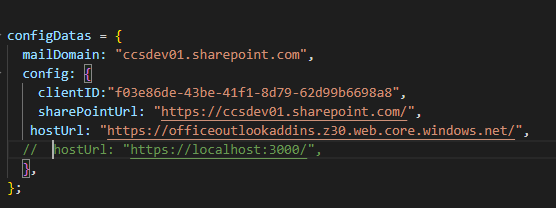 configDatas = {
mailDomain: "ccsdev01.sharepoint.com",
config: {
clientID:"f03e86de-43be-41f1-8d79-62d99b6698a8",
sharePointUrl: "https://ccsdev01.sharepoint.com/",
hostUrl: "https://officeoutlookaddins.z30.web.core.windows.net/",
// hostUrl: "https://localhost:3000/",
},
};